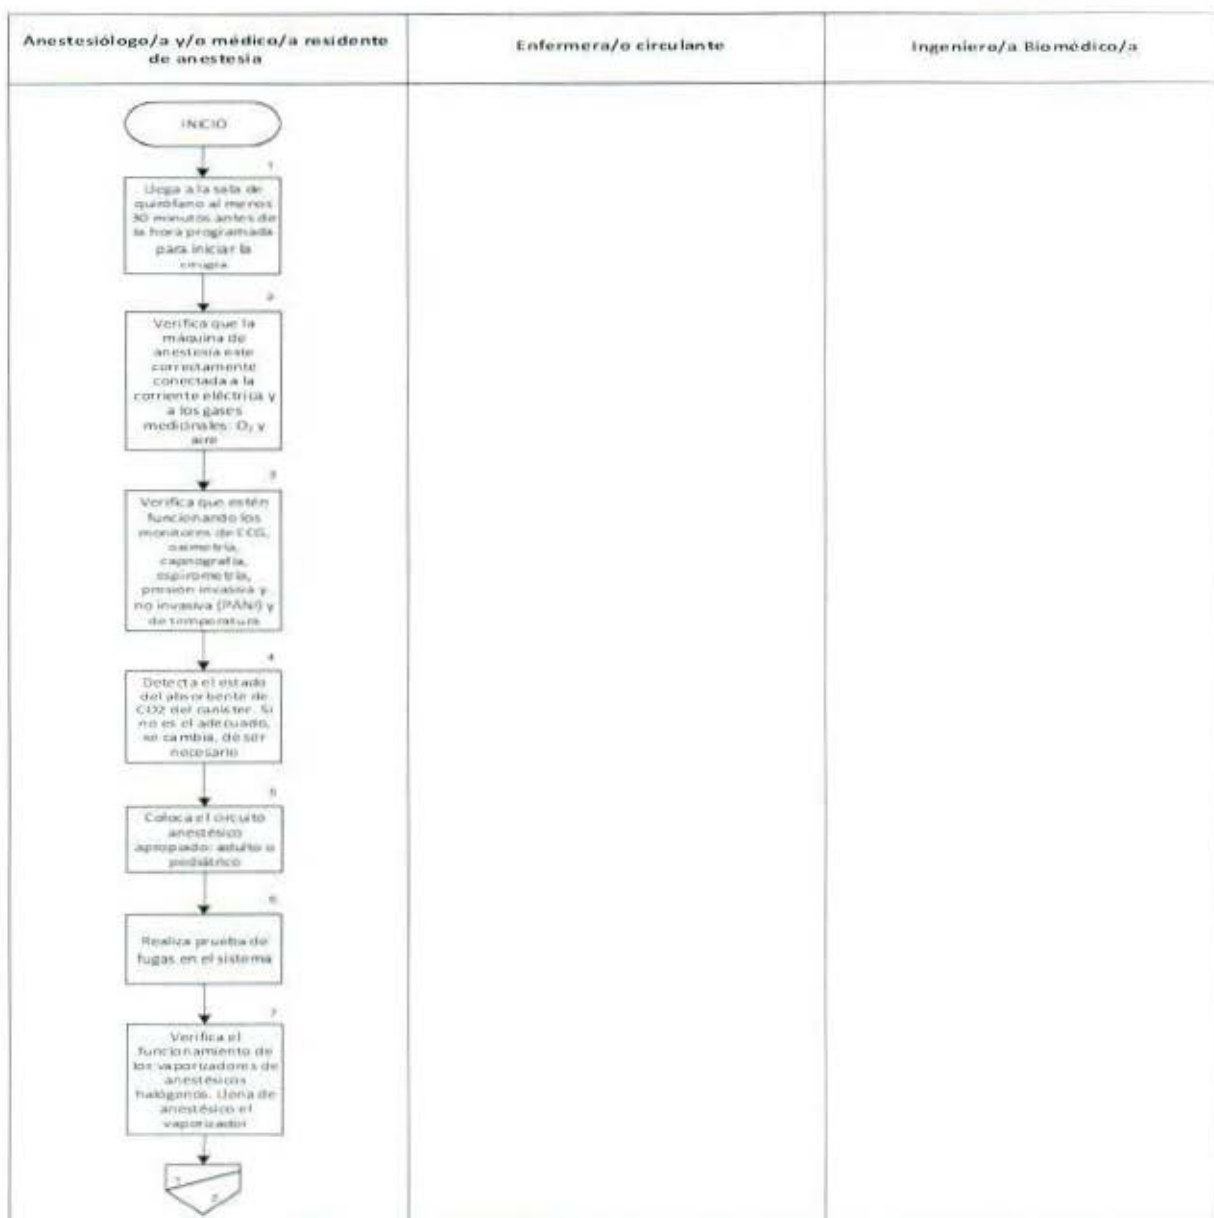 Anestesiólogo/a y/o médico/a residente
de anestesia
Enfermera/o circulante
Ingeniero/a Biomédico/a
INICIO
1
Llega a la sala de
quirófano al menos
30 minutos antes de
la hora programada
para iniciar la
cirugía
2
Verifica que la
máquina de
anestesia este
correctamente
conectada a la
corriente eléctrica y
a los gases
medicinales: O₂ y
aire
3
Verifica que estén
funcionando los
monitores de ECG,
oximetría,
capnografía,
espirometría,
presión invasiva y
no invasiva (PANI) y
de temperatura
4
Detecta el estado
del absorbente de
CO2 del canister. Si
no es el adecuado,
se cambia, de ser
necesario
5
Coloca el circuito
anestésico
apropiado: adulto o
pediátrico
6
Realiza prueba de
fugas en el sistema
7
Verifica el
funcionamiento de
los vaporizadores de
anestésicos
halógenos. Llena de
anestésico el
vaporizador
1
2